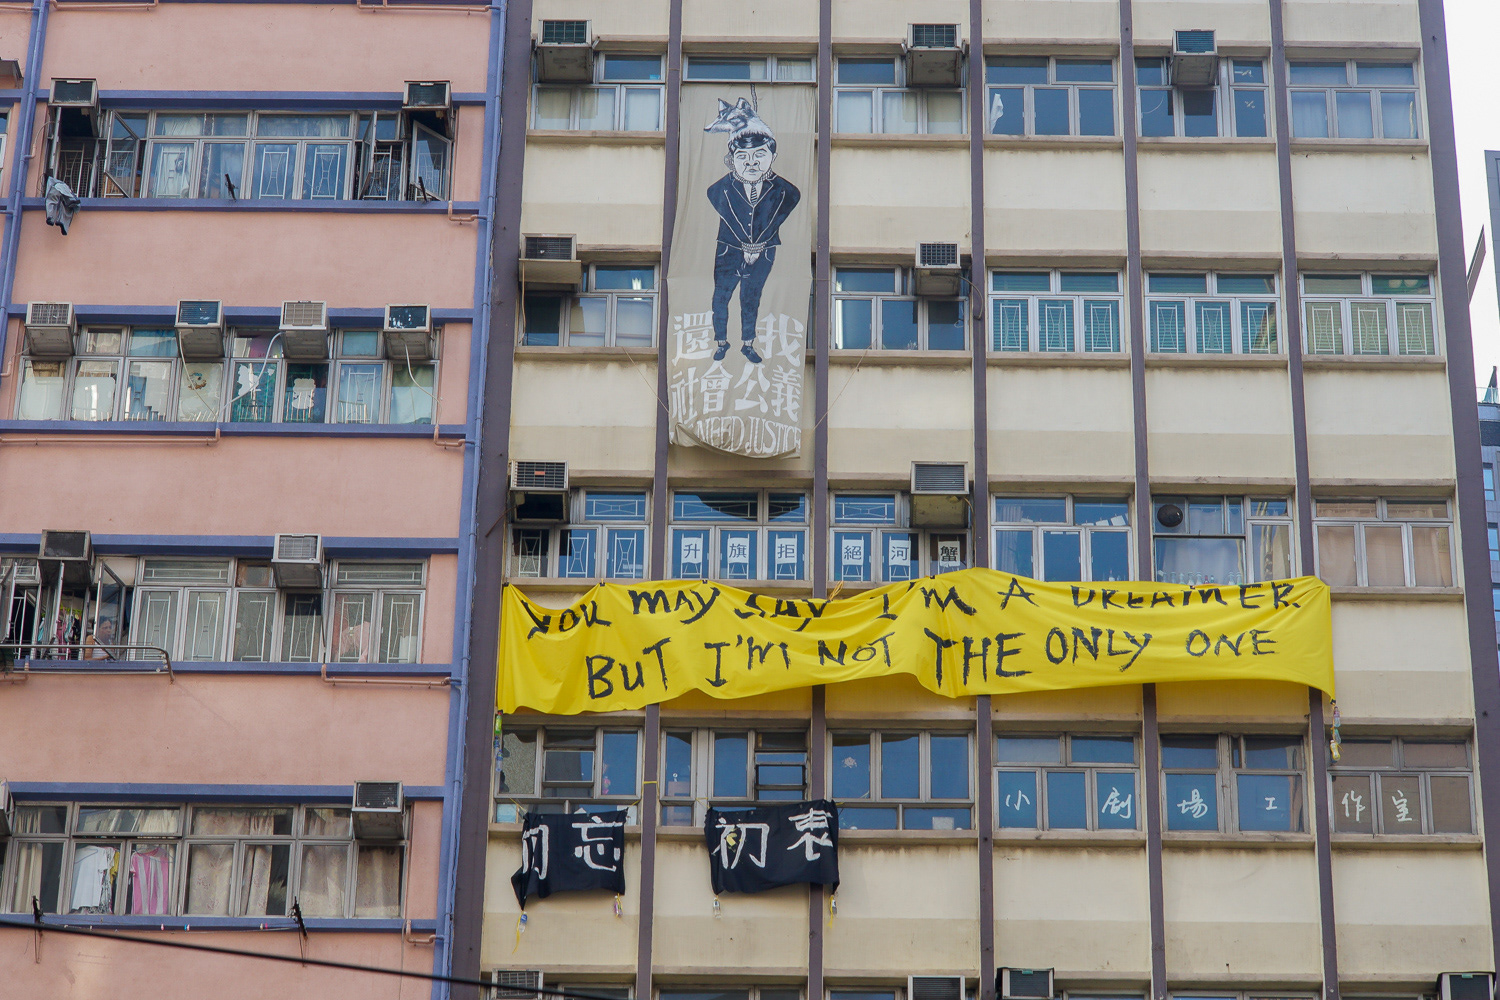 還我
社會公義
NEED JUSTICE
升旗拒絕河蟹
YOU MAY SAY I'M A DREAMER
BUT I'M NOT THE ONLY ONE
小劇場工作室
勿忘初衷